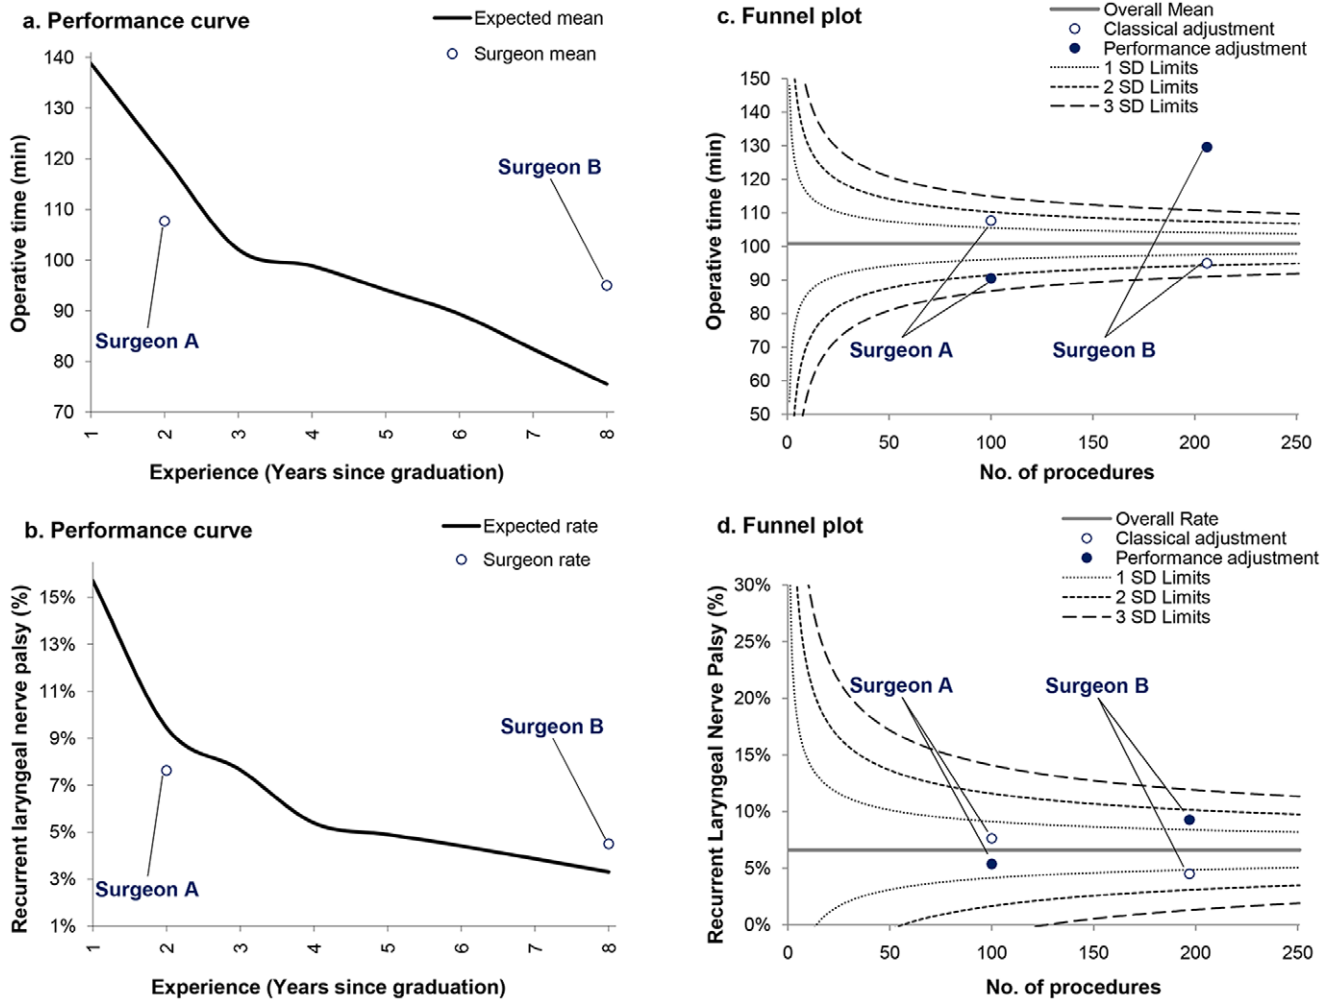 a. Performance curve
Expected mean
Surgeon mean
Operative time (min)
140
130
120
110
100
90
80
70
Surgeon A
Surgeon B
1
2
3
4
5
6
7
8
Experience (Years since graduation)
c. Funnel plot
Overall Mean
Classical adjustment
Performance adjustment
1 SD Limits
2 SD Limits
3 SD Limits
Operative time (min)
150
140
130
120
110
100
90
80
70
60
50
Surgeon A
Surgeon B
0
50
100
150
200
250
No. of procedures
b. Performance curve
Expected rate
Surgeon rate
Recurrent laryngeal nerve palsy (%)
15%
13%
11%
9%
7%
5%
3%
1%
Surgeon B
Surgeon A
1
2
3
4
5
6
7
8
Experience (Years since graduation)
d. Funnel plot
Overall Rate
Classical adjustment
Performance adjustment
1 SD Limits
2 SD Limits
3 SD Limits
Recurrent Laryngeal Nerve Palsy (%)
30%
25%
20%
15%
10%
5%
0%
Surgeon A
Surgeon B
0
50
100
150
200
250
No. of procedures